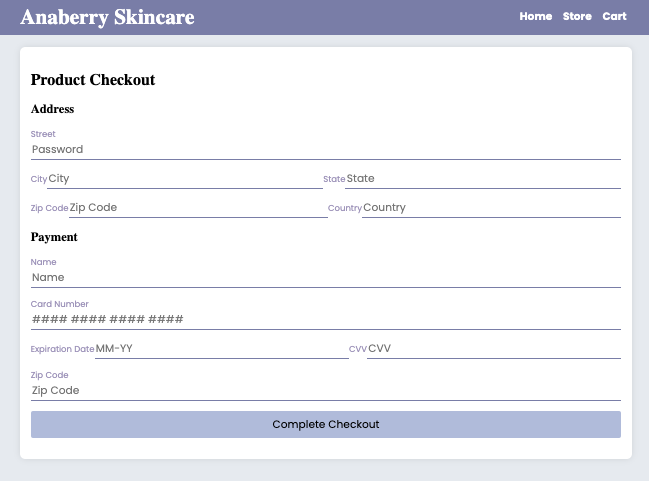 Anaberry Skincare Home Store Cart
Product Checkout
Address
Street
Password
City City State State
Zip Code Zip Code Country Country
Payment
Name
Name
Card Number
#### #### #### ####
Expiration Date MM-YY CVV CVV
Zip Code
Zip Code
Complete Checkout